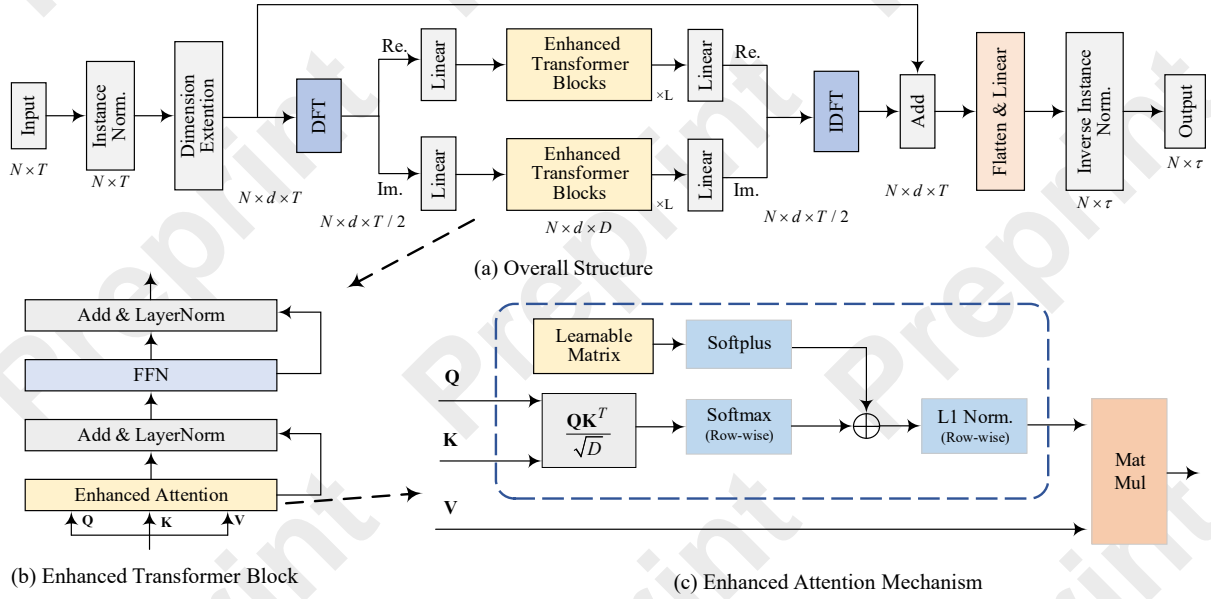 Input
N × T
Instance
Norm.
N × T
Dimension
Extention
N × d × T
DFT
N × d × T / 2
Re.
Im.
Linear
Linear
Enhanced
Transformer
Blocks
×L
Enhanced
Transformer
Blocks
×L
N × d × D
Linear
Linear
Re.
Im.
N × d × T / 2
IDFT
Add
N × d × T
Flatten & Linear
Inverse Instance
Norm.
N × τ
Output
N × τ
(a) Overall Structure
Add & LayerNorm
FFN
Add & LayerNorm
Enhanced Attention
Q K V
(b) Enhanced Transformer Block
Learnable
Matrix
Softplus
Q
K
V
QK^T
√D
Softmax
(Row-wise)
L1 Norm.
(Row-wise)
Mat
Mul
(c) Enhanced Attention Mechanism
Preprint
Preprint
Preprint